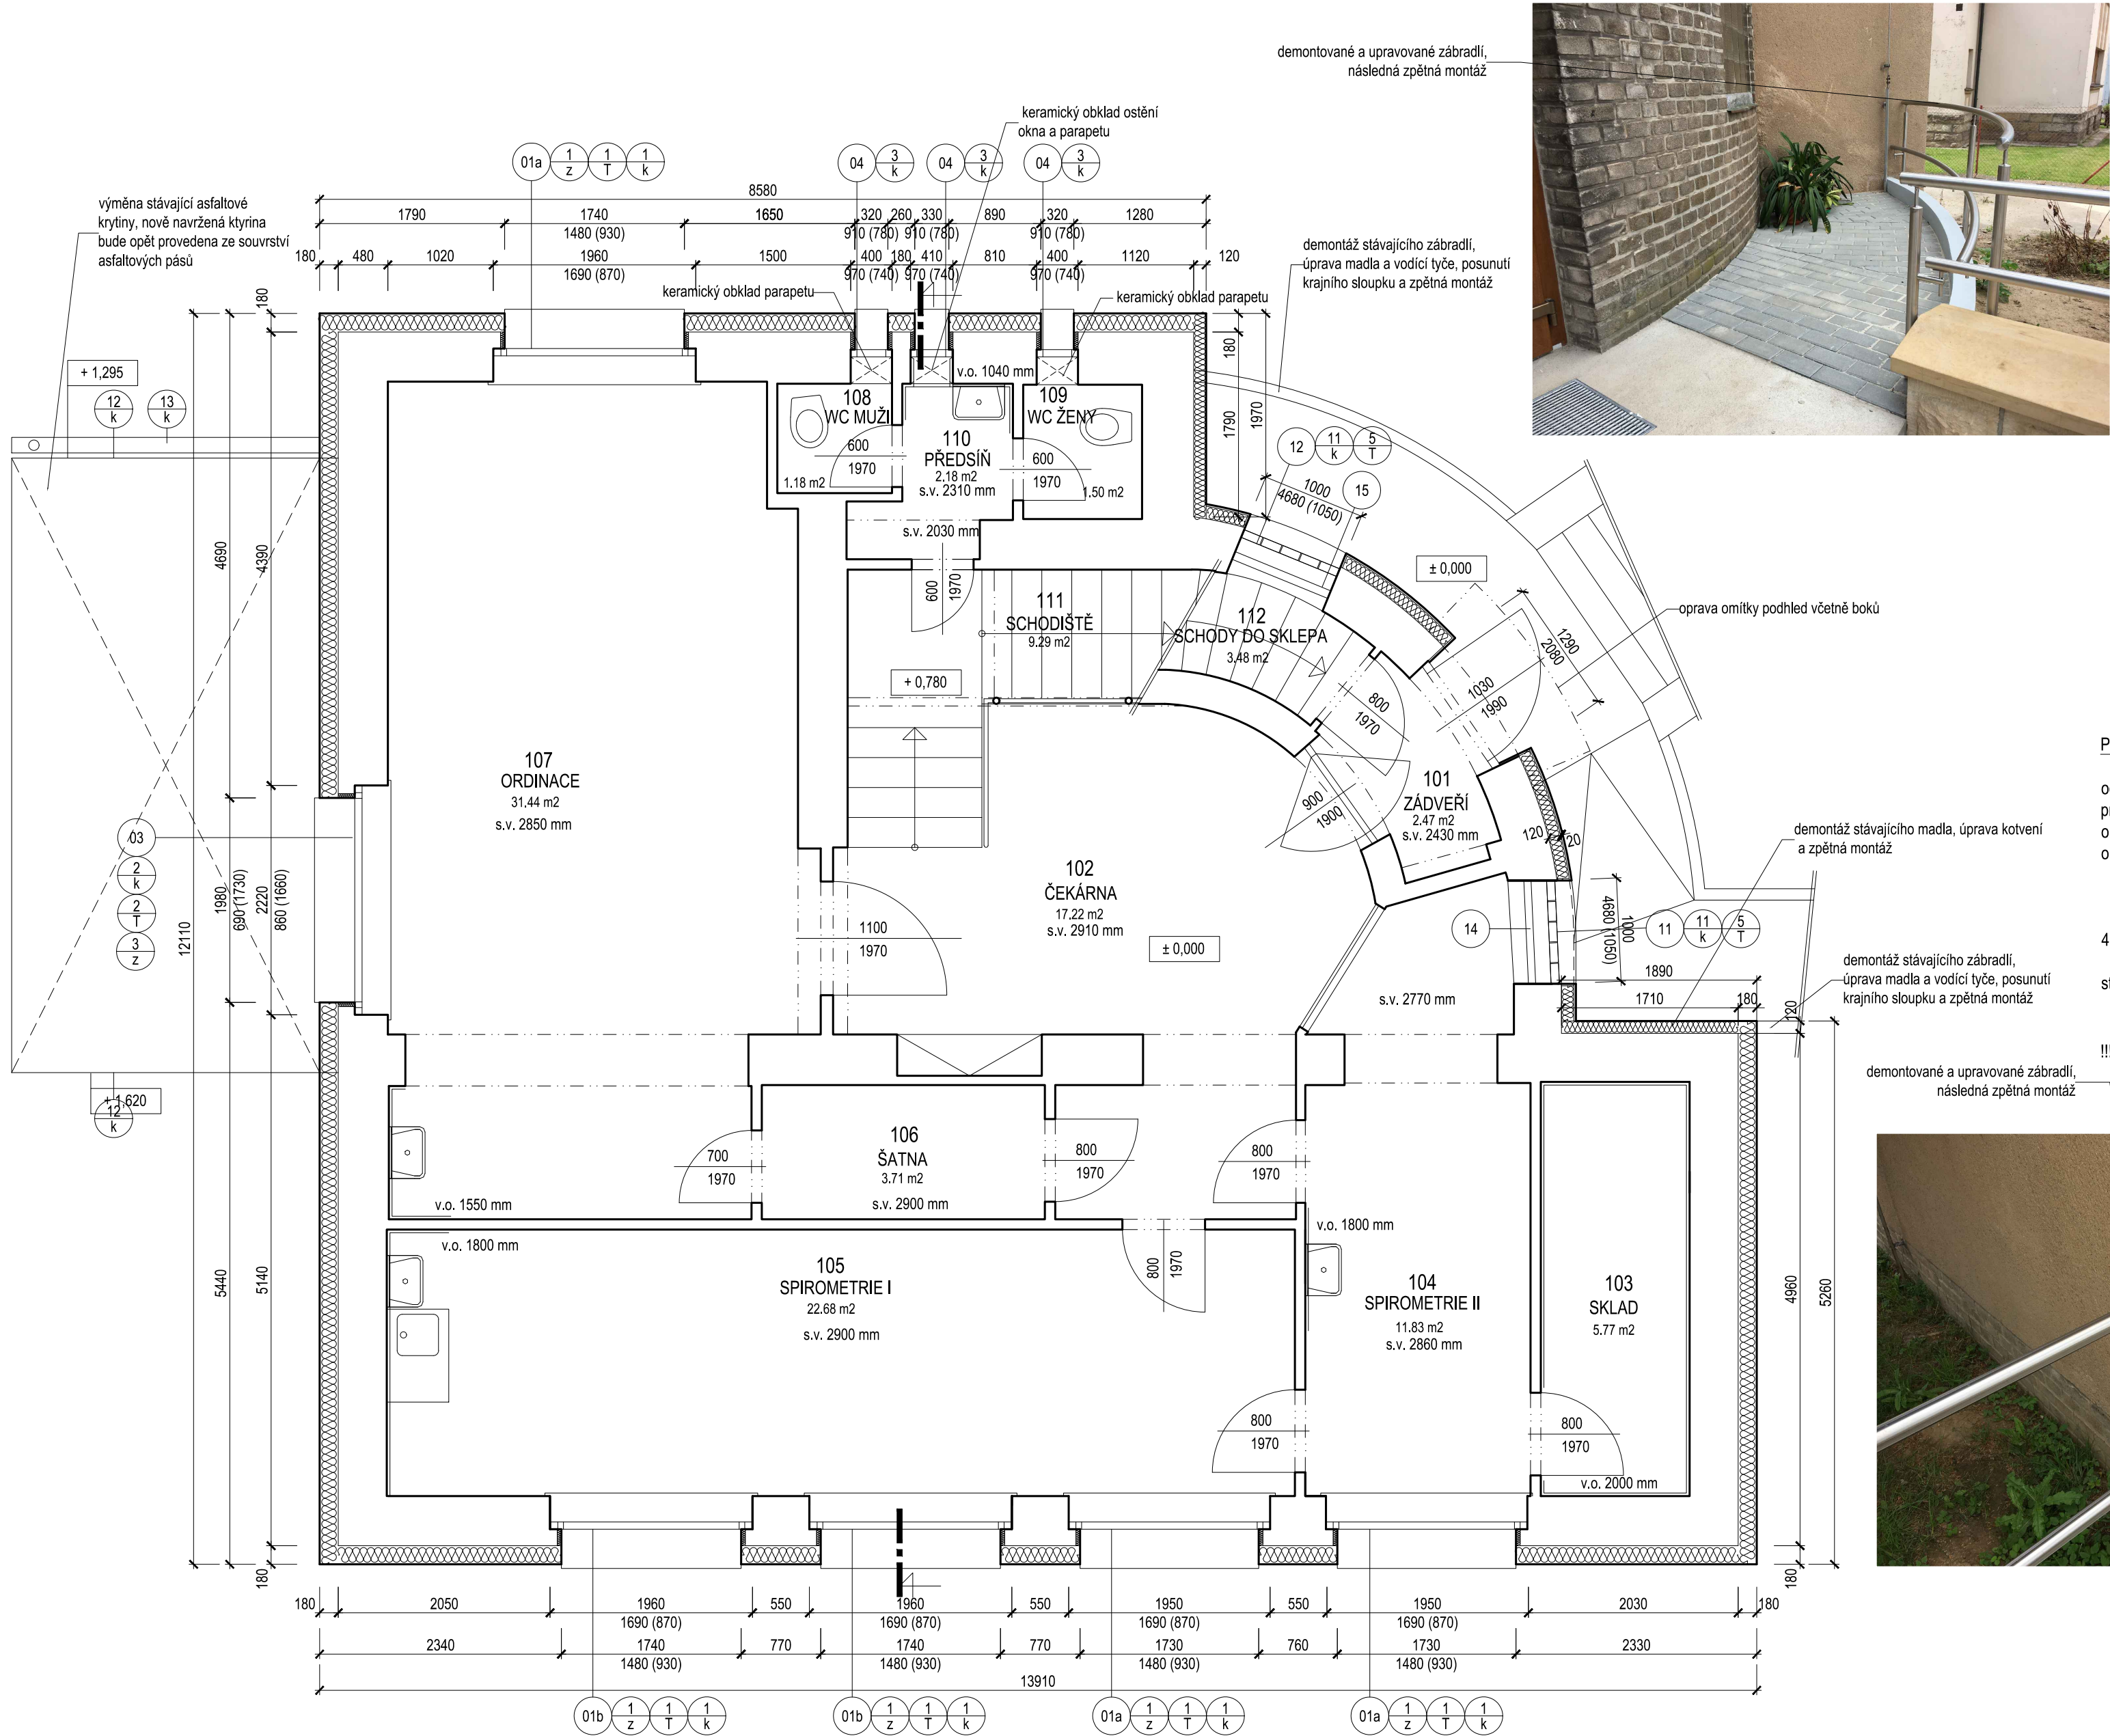 demontované a upravované zábradlí,
následná zpětná montáž
keramický obklad ostění
okna a parapetu
01a 1 z 1 T 1 k
04 3 k
04 3 k
04 3 k
výměna stávající asfaltové
krytiny, nově navržená ktyrina
bude opět provedena ze souvrství
asfaltových pásů
8580
1790 1740 1650 320 260 330 890 320 1280
1480 (930) 910 (780) 910 (780) 910 (780)
180 480 1020 1960 1500 400 180 410 810 400 1120 120
1690 (870) 970 (740) 970 (740) 970 (740)
demontáž stávajícího zábradlí,
úprava madla a vodící tyče, posunutí
krajního sloupku a zpětná montáž
keramický obklad parapetu
keramický obklad parapetu
180
180
+ 1,295
12 k
13 k
v.o. 1040 mm
108
WC MUŽI
1.18 m2
600
1970
110
PŘEDSÍŇ
2.18 m2
s.v. 2310 mm
s.v. 2030 mm
109
WC ŽENY
1.50 m2
600
1970
1790
1970
12 11 k 5 T
1000
4680 (1050)
15
± 0,000
4690
4390
600
1970
111
SCHODIŠTĚ
9.29 m2
112
SCHODY DO SKLEPA
3.48 m2
oprava omítky podhled včetně boků
1290
2080
1030
1990
+ 0,780
800
1970
107
ORDINACE
31.44 m2
s.v. 2850 mm
101
ZÁDVEŘÍ
2.47 m2
s.v. 2430 mm
900
1900
120
120
demontáž stávajícího madla, úprava kotvení
a zpětná montáž
03
2 k
2 T
3 z
12110
1980
690 (1730)
2220
860 (1660)
102
ČEKÁRNA
17.22 m2
s.v. 2910 mm
± 0,000
1100
1970
14
11 11 k 5 T
1000
4680 (1050)
1890
1710 180
120
s.v. 2770 mm
demontáž stávajícího zábradlí,
úprava madla a vodící tyče, posunutí
krajního sloupku a zpětná montáž
4
!!!
demontované a upravované zábradlí,
následná zpětná montáž
+ 1,620
12 k
700
1970
v.o. 1550 mm
106
ŠATNA
3.71 m2
s.v. 2900 mm
800
1970
800
1970
v.o. 1800 mm
v.o. 1800 mm
5440
5140
105
SPIROMETRIE I
22.68 m2
s.v. 2900 mm
800
1970
104
SPIROMETRIE II
11.83 m2
s.v. 2860 mm
103
SKLAD
5.77 m2
4960
5260
800
1970
800
1970
v.o. 2000 mm
180
180
180 2050 1960 550 1960 550 1950 550 1950 2030 180
1690 (870) 1690 (870) 1690 (870) 1690 (870)
2340 1740 770 1740 770 1730 760 1730 2330
1480 (930) 1480 (930) 1480 (930) 1480 (930)
13910
01b 1 z 1 T 1 k
01b 1 z 1 T 1 k
01a 1 z 1 T 1 k
01a 1 z 1 T 1 k